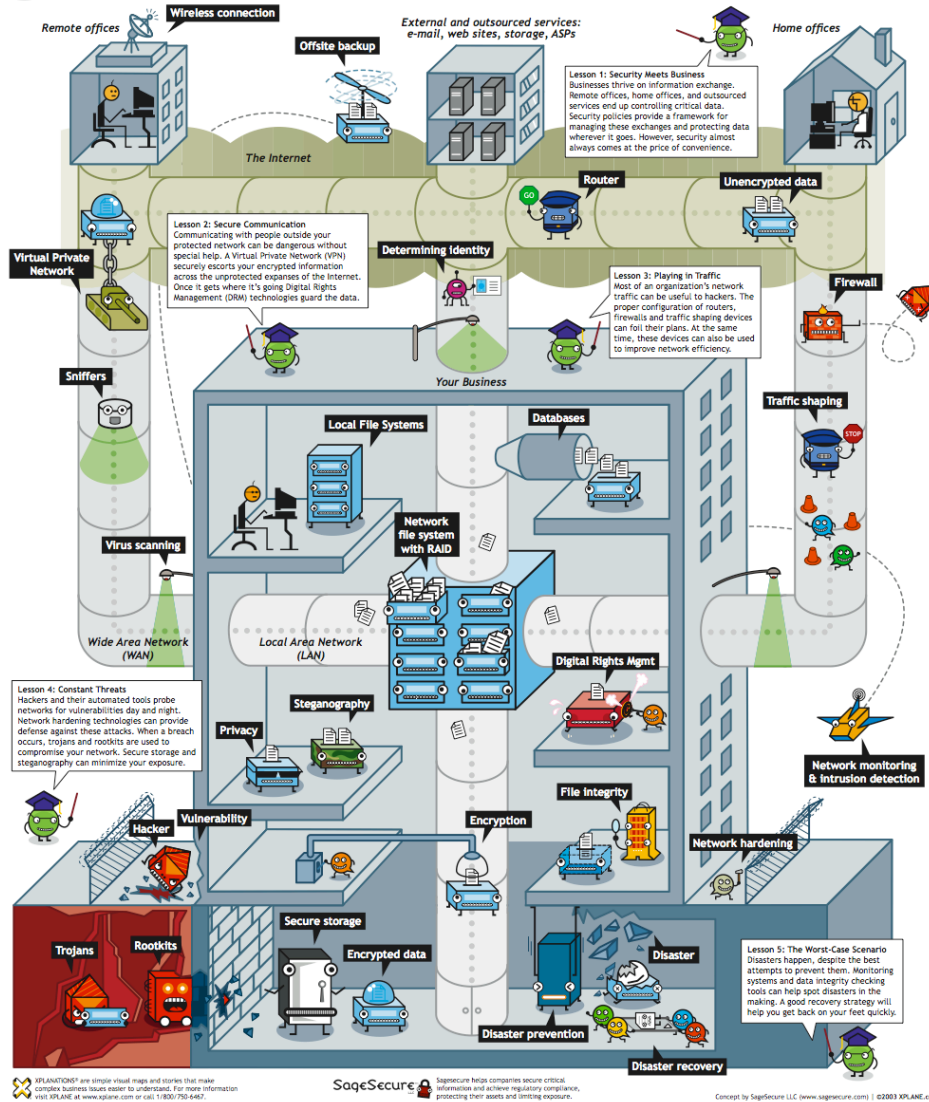 Remote offices
Wireless connection
External and outsourced services:
e-mail, web sites, storage, ASPs
Home offices
Offsite backup
Lesson 1: Security Meets Business
Businesses thrive on information exchange.
Remote offices, home offices, and outsourced
services end up controlling critical data.
Security policies provide a framework for
managing these exchanges and protecting data
wherever it goes. However, security almost
always comes at the price of convenience.
The Internet
GO
Router
Unencrypted data
Lesson 2: Secure Communication
Communicating with people outside your
protected network can be dangerous without
special help. A Virtual Private Network (VPN)
securely escorts your encrypted information
across the unprotected expanses of the Internet.
Once it gets where it's going Digital Rights
Management (DRM) technologies guard the data.
Virtual Private
Network
Determining identity
Lesson 3: Playing in Traffic
Most of an organization's network
traffic can be useful to hackers. The
proper configuration of routers,
firewalls and traffic shaping devices
can foil their plans. At the same
time, these devices can also be used
to improve network efficiency.
Firewall
Sniffers
Your Business
Traffic shaping
STOP
Local File Systems
Databases
Network
file system
with RAID
Virus scanning
Wide Area Network
(WAN)
Local Area Network
(LAN)
Digital Rights Mgmt
Lesson 4: Constant Threats
Hackers and their automated tools probe
networks for vulnerabilities day and night.
Network hardening technologies can provide
defense against these attacks. When a breach
occurs, trojans and rootkits are used to
compromise your network. Secure storage and
steganography can minimize your exposure.
Steganography
Privacy
Network monitoring
& intrusion detection
File integrity
Hacker
Vulnerability
Encryption
Network hardening
Trojans
Rootkits
Secure storage
Encrypted data
Disaster
Lesson 5: The Worst-Case Scenario
Disasters happen, despite the best
attempts to prevent them. Monitoring
systems and data integrity checking
tools can help spot disasters in the
making. A good recovery strategy will
help you get back on your feet quickly.
Disaster prevention
Disaster recovery
XPLANATIONS® are simple visual maps and stories that make
complex business issues easier to understand. For more information
visit XPLANE at www.xplane.com or call 1/800/750-6467.
SageSecure
Sagesecure helps companies secure critical
information and achieve regulatory compliance,
protecting their assets and limiting exposure.
Concept by SageSecure LLC (www.sagesecure.com) | ©2003 XPLANE.c